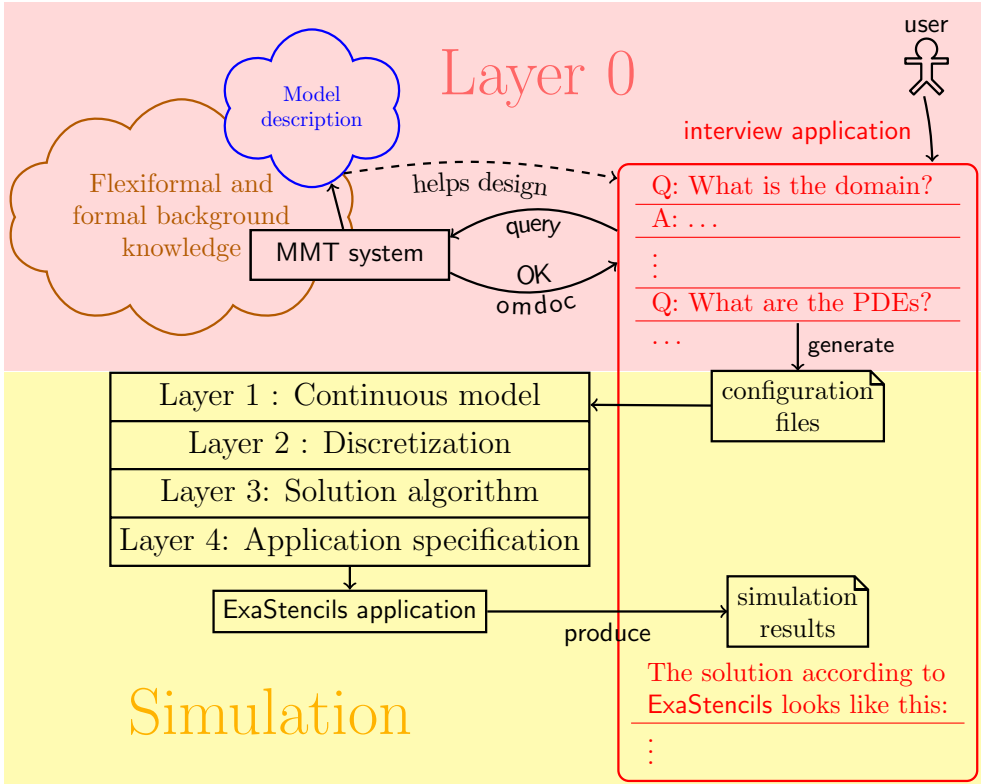 Layer 0
user
Model
description
interview application
Flexiformal and
formal background
knowledge
helps design
MMT system
query
OK
omdoc
Q: What is the domain?
A: ...
⋮
Q: What are the PDEs?
...
generate
configuration
files
Layer 1 : Continuous model
Layer 2 : Discretization
Layer 3: Solution algorithm
Layer 4: Application specification
ExaStencils application
produce
simulation
results
The solution according to
ExaStencils looks like this:
⋮
Simulation